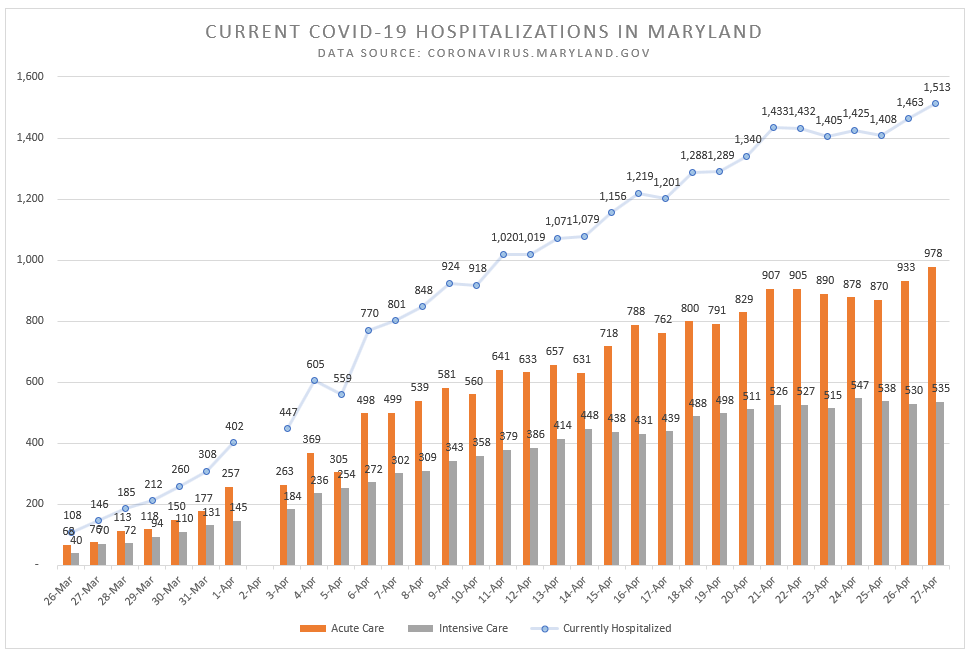 CURRENT COVID-19 HOSPITALIZATIONS IN MARYLAND
DATA SOURCE: CORONAVIRUS.MARYLAND.GOV
1,600
1,400
1,200
1,000
800
600
400
200
-
108 146 185 212 260 308 402 447 605 559 770 801 848 924 918 1,020 1,019 1,071 1,079 1,156 1,219 1,201 1,288 1,289 1,340 1,433 1,432 1,405 1,425 1,408 1,463 1,513
68 76 113 118 150 177 257 263 369 305 498 499 539 581 560 641 633 657 631 718 788 762 800 791 829 907 905 890 878 870 933 978
40 70 72 94 110 131 145 184 236 254 272 302 309 343 358 379 386 414 448 438 431 439 488 498 511 526 527 515 547 538 530 535
26-Mar 27-Mar 28-Mar 29-Mar 30-Mar 31-Mar 1-Apr 2-Apr 3-Apr 4-Apr 5-Apr 6-Apr 7-Apr 8-Apr 9-Apr 10-Apr 11-Apr 12-Apr 13-Apr 14-Apr 15-Apr 16-Apr 17-Apr 18-Apr 19-Apr 20-Apr 21-Apr 22-Apr 23-Apr 24-Apr 25-Apr 26-Apr 27-Apr
Acute Care Intensive Care Currently Hospitalized